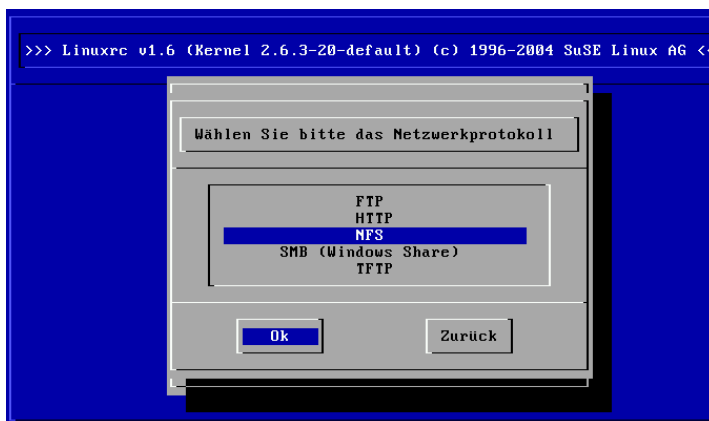 >>> Linuxrc v1.6 (Kernel 2.6.3-20-default) (c) 1996-2004 SuSE Linux AG <
Wählen Sie bitte das Netzwerkprotokoll
FTP
HTTP
NFS
SMB (Windows Share)
TFTP
Ok Zurück